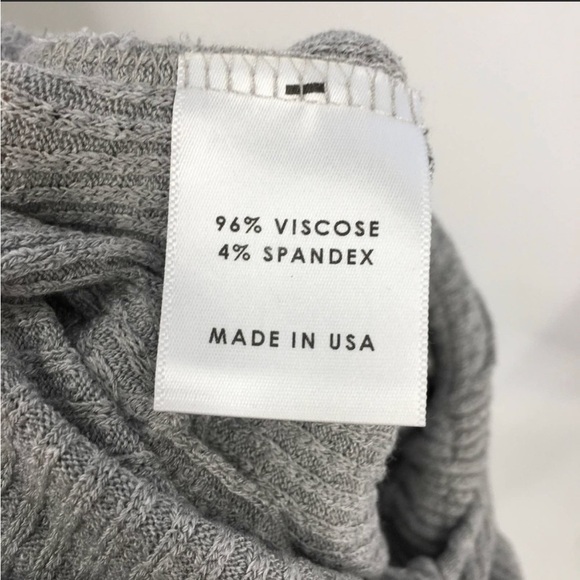 96% VISCOSE
4% SPANDEX
MADE IN USA